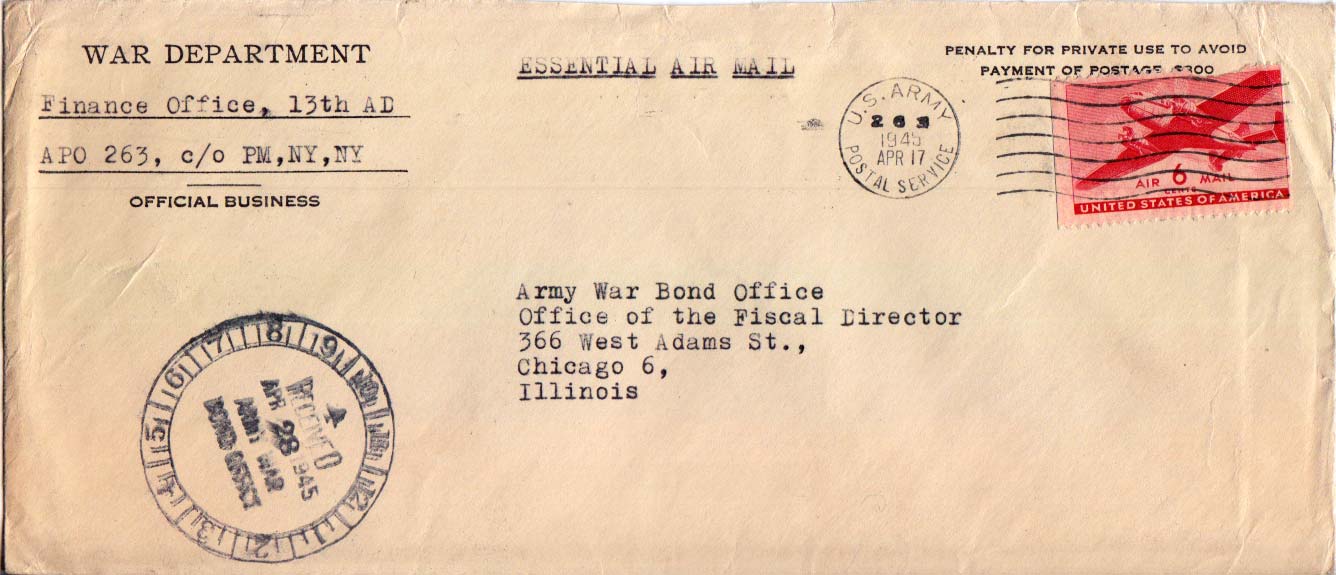 WAR DEPARTMENT
Finance Office, 13th AD
APO 263, c/o PM,NY,NY
OFFICIAL BUSINESS
ESSENTIAL AIR MAIL
PENALTY FOR PRIVATE USE TO AVOID
PAYMENT OF POSTAGE $300
U.S. ARMY
263
1945
APR 17
POSTAL SERVICE
AIR 6 MAIL
CENTS
UNITED STATES OF AMERICA
Army War Bond Office
Office of the Fiscal Director
366 West Adams St.,
Chicago 6,
Illinois
1 2 3 4 5 6 7 8 9 10 11 12
RECEIVED
APR 28 1945
ARMY WAR
BOND OFFICE